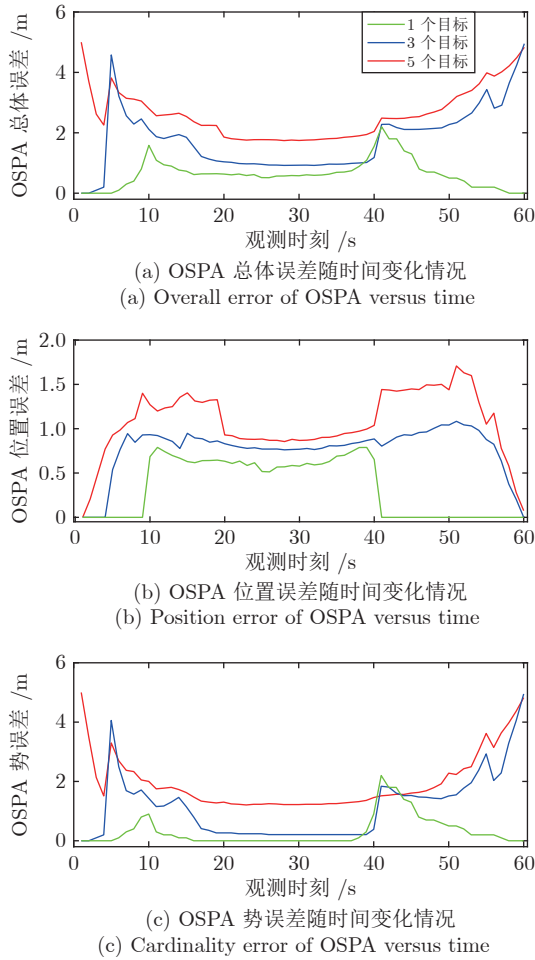 6
4
2
0
OSPA 总体误差 /m
1 个目标
3 个目标
5 个目标
0 10 20 30 40 50 60
观测时刻 /s
(a) OSPA 总体误差随时间变化情况
(a) Overall error of OSPA versus time
2.0
1.5
1.0
0.5
0
OSPA 位置误差 /m
0 10 20 30 40 50 60
观测时刻 /s
(b) OSPA 位置误差随时间变化情况
(b) Position error of OSPA versus time
6
4
2
0
OSPA 势误差 /m
0 10 20 30 40 50 60
观测时刻 /s
(c) OSPA 势误差随时间变化情况
(c) Cardinality error of OSPA versus time